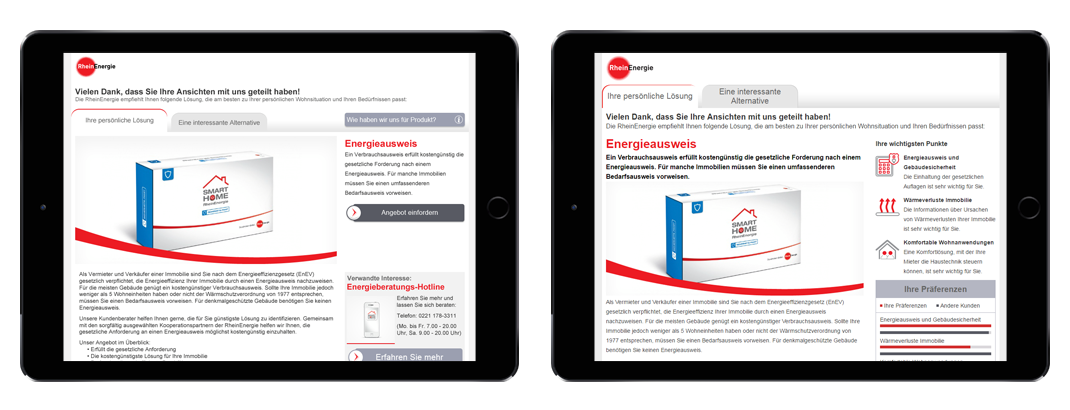 RheinEnergie
Vielen Dank, dass Sie Ihre Ansichten mit uns geteilt haben!
Die RheinEnergie empfiehlt Ihnen folgende Lösung, die am besten zu Ihrer persönlichen Wohnsituation und Ihren Bedürfnissen passt
Ihre persönliche Lösung
Eine interessante Alternative
Wie haben wir uns für Produkt?
SMART
HOME
RheinEnergie
Energieausweis
Ein Verbrauchsausweis erfüllt kostengünstig die
gesetzliche Forderung nach einem
Energieausweis. Für manche Immobilien
müssen Sie einen umfassenderen
Bedarfsausweis vorweisen.
Angebot einfordern
Als Vermieter und Verkäufer einer Immobilie sind Sie nach dem Energieeffizienzgesetz (EnEV)
gesetzlich verpflichtet, die Energieeffizienz Ihrer Immobilie durch einen Energieausweis nachzuweisen.
Für die meisten Gebäude genügt ein kostengünstiger Verbrauchsausweis. Sollte Ihre Immobilie jedoch
weniger als 5 Wohneinheiten haben oder nicht der Wärmschutzverordnung von 1977 entsprechen,
müssen Sie einen Bedarfsausweis vorweisen. Für denkmalgeschützte Gebäude benötigen Sie keinen
Energieausweis.
Unsere Kundenberater helfen Ihnen gerne, die für Sie günstigste Lösung zu identifizieren. Gemeinsam
mit den sorgfältig ausgewählten Kooperationspartnern der RheinEnergie helfen wir Ihnen, die
gesetzliche Anforderung an einen Energieausweis möglichst kostengünstig einzuhalten.
Unser Angebot im Überblick:
• Erfüllt die gesetzliche Anforderung
• Die kostengünstigste Lösung für Ihre Immobilie
Verwandte Interesse:
Energieberatungs-Hotline
Erfahren Sie mehr und
lassen Sie sich beraten:
Telefon: 0221 178-3311
(Mo. bis Fr. 7.00 - 20.00
Uhr, Sa. 9.00 - 20.00 Uhr)
Erfahren Sie mehr
RheinEnergie
Ihre persönliche Lösung
Eine interessante
Alternative
Vielen Dank, dass Sie Ihre Ansichten mit uns geteilt haben!
Die RheinEnergie empfiehlt Ihnen folgende Lösung, die am besten zu Ihrer persönlichen Wohnsituation und Ihren Bedürfnissen passt:
Energieausweis
Ein Verbrauchsausweis erfüllt kostengünstig die gesetzliche Forderung nach einem
Energieausweis. Für manche Immobilien müssen Sie einen umfassenderen
Bedarfsausweis vorweisen.
SMART
HOME
RheinEnergie
Als Vermieter und Verkäufer einer Immobilie sind Sie nach dem Energieeffizienzgesetz (EnEV)
gesetzlich verpflichtet, die Energieeffizienz Ihrer Immobilie durch einen Energieausweis
nachzuweisen. Für die meisten Gebäude genügt ein kostengünstiger Verbrauchsausweis. Sollte Ihre
Immobilie jedoch weniger als 5 Wohneinheiten haben oder nicht der Wärmschutzverordnung von
1977 entsprechen, müssen Sie einen Bedarfsausweis vorweisen. Für denkmalgeschützte Gebäude
benötigen Sie keinen Energieausweis.
Ihre wichtigsten Punkte
Energieausweis und
Gebäudesicherheit
Die Einhaltung der gesetzlichen
Auflagen ist sehr wichtig für Sie.
Wärmeverluste Immobilie
Die Informationen über Ursachen
von Wärmeverlusten Ihrer Immobilie
ist sehr wichtig für Sie.
Komfortable Wohnanwendungen
Eine Komfortlösung, mit der Ihre
Mieter die Haustechnik steuern
können, ist sehr wichtig für Sie.
Ihre Präferenzen
Ihre Präferenzen
Andere Kunden
Energieausweis und Gebäudesicherheit
Wärmeverluste Immobilie